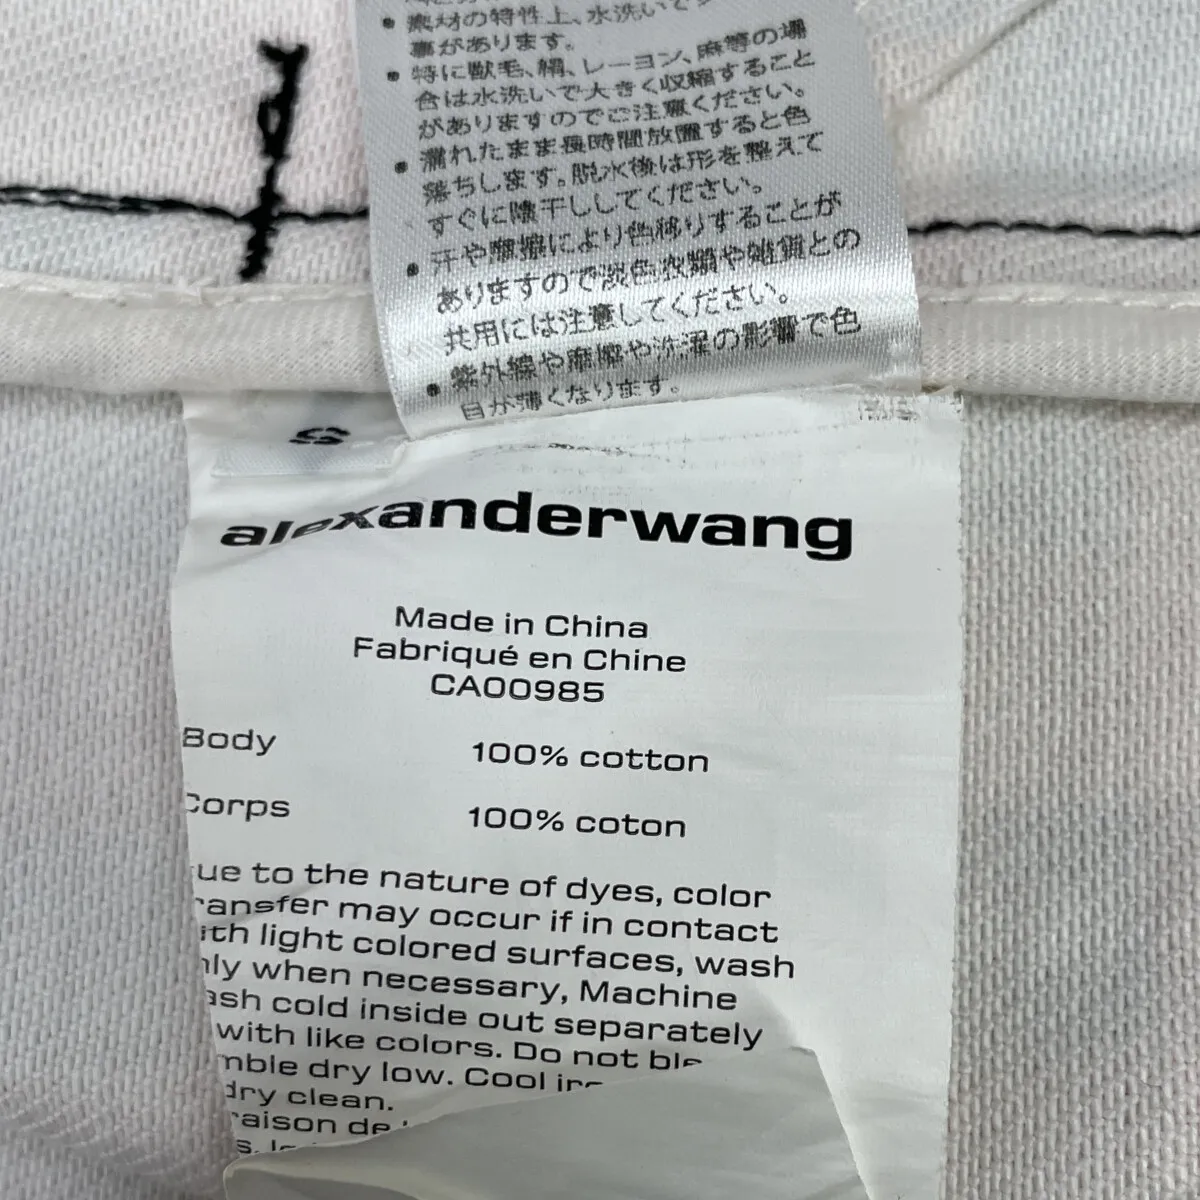 素材の特性上、水洗いで
事があります。
特に獣毛、絹、レーヨン、麻等の場
合は水洗いで大きく収縮すること
がありますのでご注意ください。
濡れたまま長時間放置すると色
落ちします。脱水後は形を整えて
すぐに陰干ししてください。
汗や摩擦により色移りすることが
ありますので淡色衣類や雑貨との
共用には注意してください。
紫外線や摩擦や洗濯の影響で色
目が薄くなります。
S
alexanderwang
Made in China
Fabriqué en Chine
CA00985
Body 100% cotton
Corps 100% coton
ue to the nature of dyes, color
ransfer may occur if in contact
ith light colored surfaces, wash
nly when necessary, Machine
ash cold inside out separately
with like colors. Do not ble
mble dry low. Cool iro
dry clean.
raison de